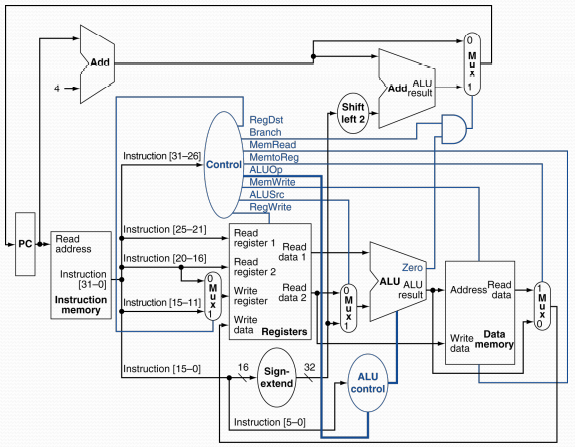 Add
4
Add
ALU
result
0
Mux
1
Shift
left 2
RegDst
Branch
MemRead
MemtoReg
ALUOp
MemWrite
ALUSrc
RegWrite
Control
Instruction [31–26]
PC
Read
address
Instruction
[31–0]
Instruction
memory
Instruction [25–21]
Instruction [20–16]
Instruction [15–11]
0
Mux
1
Read
register 1
Read
register 2
Write
register
Write
data
Read
data 1
Read
data 2
Registers
0
Mux
1
Zero
ALU
ALU
result
Address
Read
data
Write
data
Data
memory
1
Mux
0
Instruction [15–0]
16
Sign-
extend
32
ALU
control
Instruction [5–0]